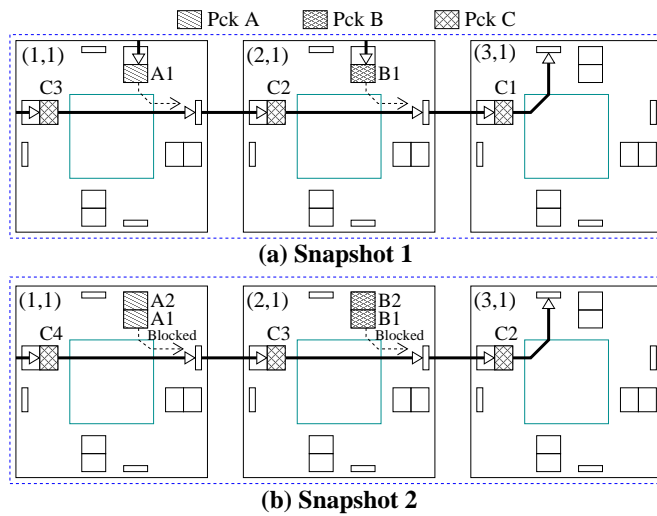 Pck A Pck B Pck C
(1,1) A1 (2,1) B1 (3,1)
C3 C2 C1
(a) Snapshot 1
(1,1) A2 (2,1) B2 (3,1)
A1 B1
C4 Blocked C3 Blocked C2
(b) Snapshot 2